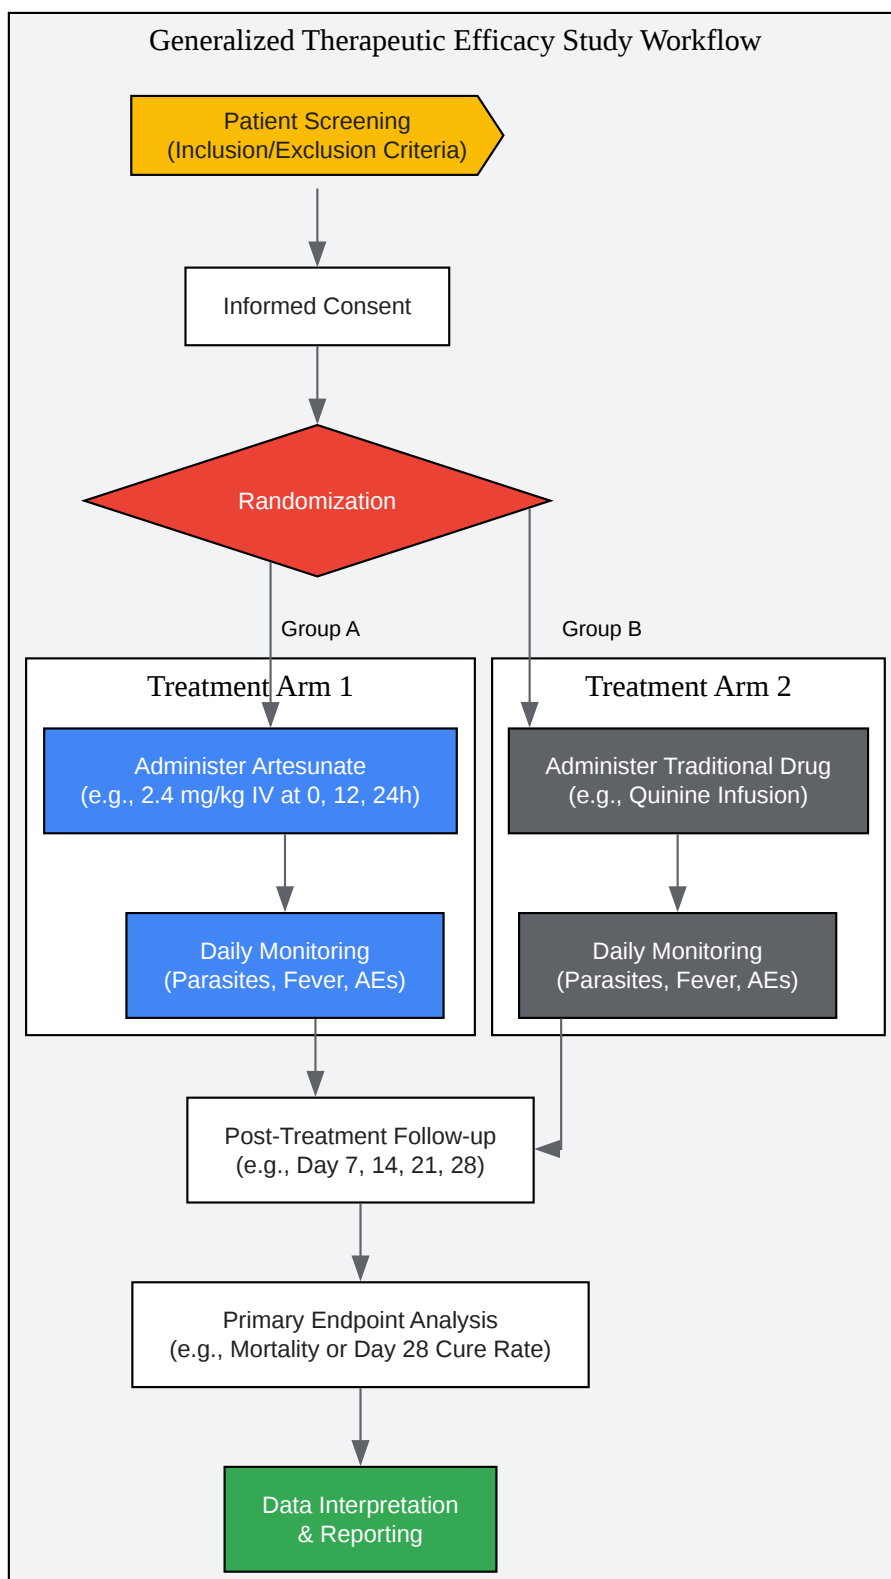 Generalized Therapeutic Efficacy Study Workflow
Patient Screening
(Inclusion/Exclusion Criteria)
Informed Consent
Randomization
Group A
Group B
Treatment Arm 1
Treatment Arm 2
Administer Artesunate
(e.g., 2.4 mg/kg IV at 0, 12, 24h)
Administer Traditional Drug
(e.g., Quinine Infusion)
Daily Monitoring
(Parasites, Fever, AEs)
Daily Monitoring
(Parasites, Fever, AEs)
Post-Treatment Follow-up
(e.g., Day 7, 14, 21, 28)
Primary Endpoint Analysis
(e.g., Mortality or Day 28 Cure Rate)
Data Interpretation
& Reporting